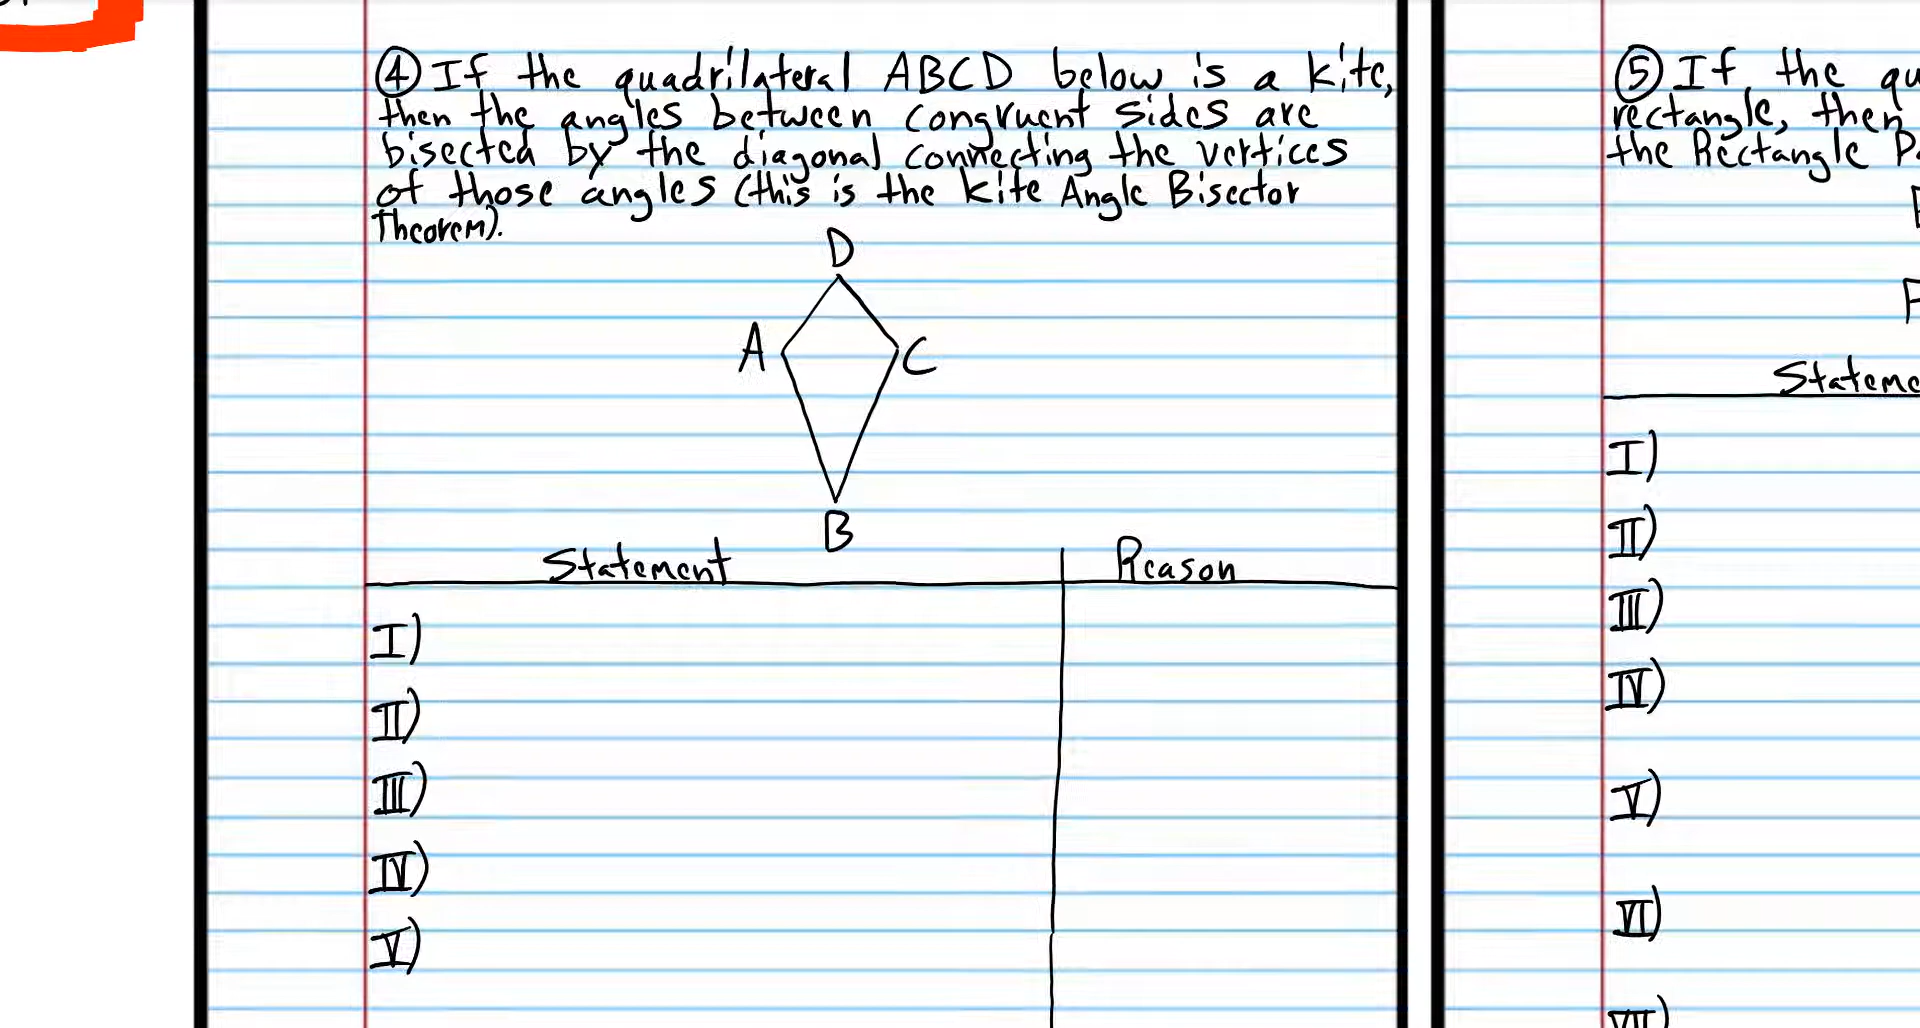 ④ If the quadrilateral ABCD below is a kite,
then the angles between congruent sides are
bisected by the diagonal connecting the vertices
of those angles (this is the kite Angle Bisector
Theorem).
D
A
C
B
Statement
Reason
I)
II)
III)
IV)
V)
⑤ If the qu
rectangle, then
the Rectangle P
Stateme
I)
II)
III)
IV)
V)
VI)
VII)